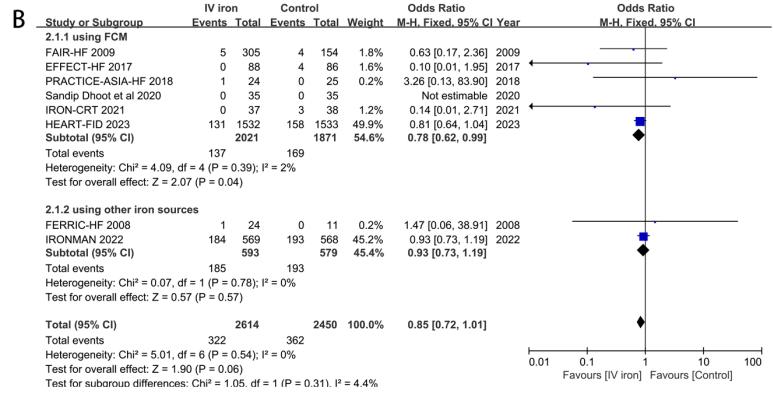 B
IV iron Control Odds Ratio Odds Ratio
Study or Subgroup Events Total Events Total Weight M-H. Fixed. 95% CI Year M-H. Fixed. 95% CI
2.1.1 using FCM
FAIR-HF 2009 5 305 4 154 1.8% 0.63 [0.17, 2.36] 2009
EFFECT-HF 2017 0 88 4 86 1.6% 0.10 [0.01, 1.95] 2017
PRACTICE-ASIA-HF 2018 1 24 0 25 0.2% 3.26 [0.13, 83.90] 2018
Sandip Dhoot et al 2020 0 35 0 35 Not estimable 2020
IRON-CRT 2021 0 37 3 38 1.2% 0.14 [0.01, 2.71] 2021
HEART-FID 2023 131 1532 158 1533 49.9% 0.81 [0.64, 1.04] 2023
Subtotal (95% CI) 2021 1871 54.6% 0.78 [0.62, 0.99]
Total events 137 169
Heterogeneity: Chi² = 4.09, df = 4 (P = 0.39); I² = 2%
Test for overall effect: Z = 2.07 (P = 0.04)
2.1.2 using other iron sources
FERRIC-HF 2008 1 24 0 11 0.2% 1.47 [0.06, 38.91] 2008
IRONMAN 2022 184 569 193 568 45.2% 0.93 [0.73, 1.19] 2022
Subtotal (95% CI) 593 579 45.4% 0.93 [0.73, 1.19]
Total events 185 193
Heterogeneity: Chi² = 0.07, df = 1 (P = 0.78); I² = 0%
Test for overall effect: Z = 0.57 (P = 0.57)
Total (95% CI) 2614 2450 100.0% 0.85 [0.72, 1.01]
Total events 322 362
Heterogeneity: Chi² = 5.01, df = 6 (P = 0.54); I² = 0%
Test for overall effect: Z = 1.90 (P = 0.06)
Test for subgroup differences: Chi² = 1.05, df = 1 (P = 0.31), I² = 4.4%
0.01 0.1 1 10 100
Favours [IV iron] Favours [Control]